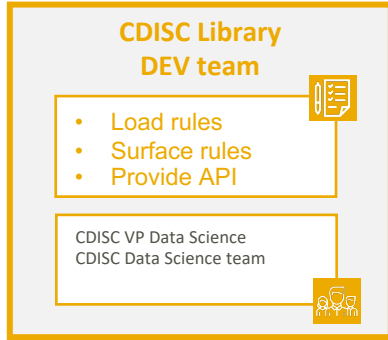 CDISC Library
DEV team
• Load rules
• Surface rules
• Provide API
CDISC VP Data Science
CDISC Data Science team